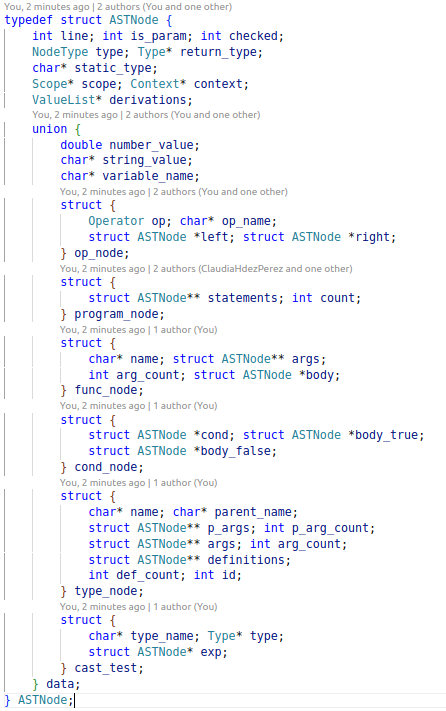 You, 2 minutes ago | 2 authors (You and one other)
typedef struct ASTNode {
    int line; int is_param; int checked;
    NodeType type; Type* return_type;
    char* static_type;
    Scope* scope; Context* context;
    ValueList* derivations;
    You, 2 minutes ago | 2 authors (You and one other)
    union {
        double number_value;
        char* string_value;
        char* variable_name;
        You, 2 minutes ago | 2 authors (You and one other)
        struct {
            Operator op; char* op_name;
            struct ASTNode *left; struct ASTNode *right;
        } op_node;
        You, 2 minutes ago | 2 authors (ClaudiaHdezPerez and one other)
        struct {
            struct ASTNode** statements; int count;
        } program_node;
        You, 2 minutes ago | 1 author (You)
        struct {
            char* name; struct ASTNode** args;
            int arg_count; struct ASTNode *body;
        } func_node;
        You, 2 minutes ago | 1 author (You)
        struct {
            struct ASTNode *cond; struct ASTNode *body_true;
            struct ASTNode *body_false;
        } cond_node;
        You, 2 minutes ago | 1 author (You)
        struct {
            char* name; char* parent_name;
            struct ASTNode** p_args; int p_arg_count;
            struct ASTNode** args; int arg_count;
            struct ASTNode** definitions;
            int def_count; int id;
        } type_node;
        You, 2 minutes ago | 1 author (You)
        struct {
            char* type_name; Type* type;
            struct ASTNode* exp;
        } cast_test;
    } data;
} ASTNode;